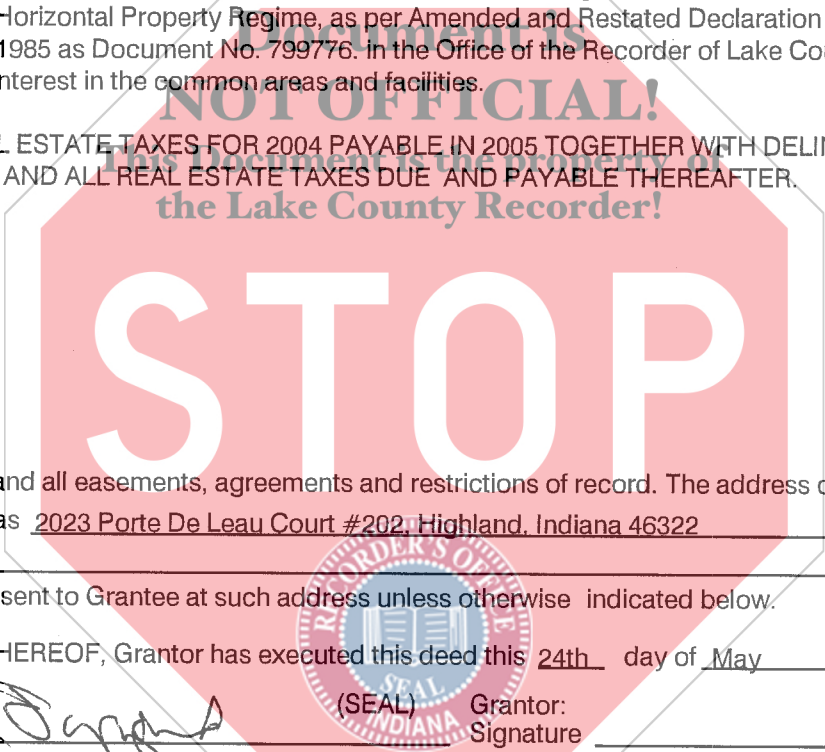 Horizontal Property Regime, as per Amended and Restated Declaration
Document is
1985 as Document No. 799776. in the Office of the Recorder of Lake Co
nterest in the common areas and facilities.
NOT OFFICIAL!
ESTATE TAXES FOR 2004 PAYABLE IN 2005 TOGETHER WITH DELIN
This Document is the property of
AND ALL REAL ESTATE TAXES DUE AND PAYABLE THEREAFTER.
the Lake County Recorder!
STOP
and all easements, agreements and restrictions of record. The address
as 2023 Porte De Leau Court #202, Highland, Indiana 46322
RECORDER'S OFFICE
sent to Grantee at such address unless otherwise indicated below.
HEREOF, Grantor has executed this deed this 24th day of May
SEAL
(SEAL) Grantor:
INDIANA
Signature